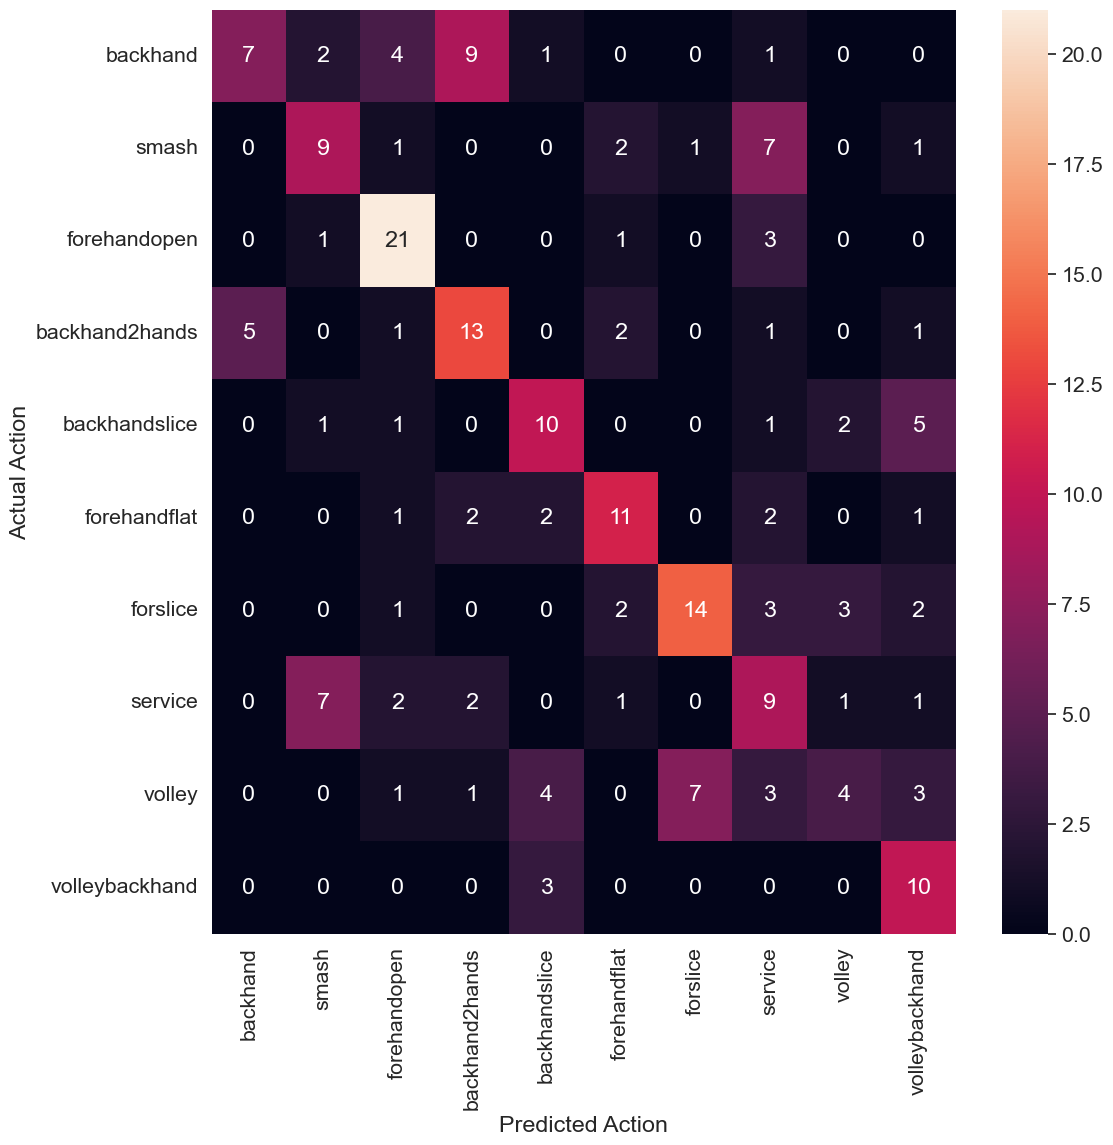 backhand 7 2 4 9 1 0 0 1 0 0
smash 0 9 1 0 0 2 1 7 0 1
forehandopen 0 1 21 0 0 1 0 3 0 0
backhand2hands 5 0 1 13 0 2 0 1 0 1
backhandslice 0 1 1 0 10 0 0 1 2 5
forehandflat 0 0 1 2 2 11 0 2 0 1
forslice 0 0 1 0 0 2 14 3 3 2
service 0 7 2 2 0 1 0 9 1 1
volley 0 0 1 1 4 0 7 3 4 3
volleybackhand 0 0 0 0 3 0 0 0 0 10
Actual Action
backhand
smash
forehandopen
backhand2hands
backhandslice
forehandflat
forslice
service
volley
volleybackhand
Predicted Action
20.0
17.5
15.0
12.5
10.0
7.5
5.0
2.5
0.0